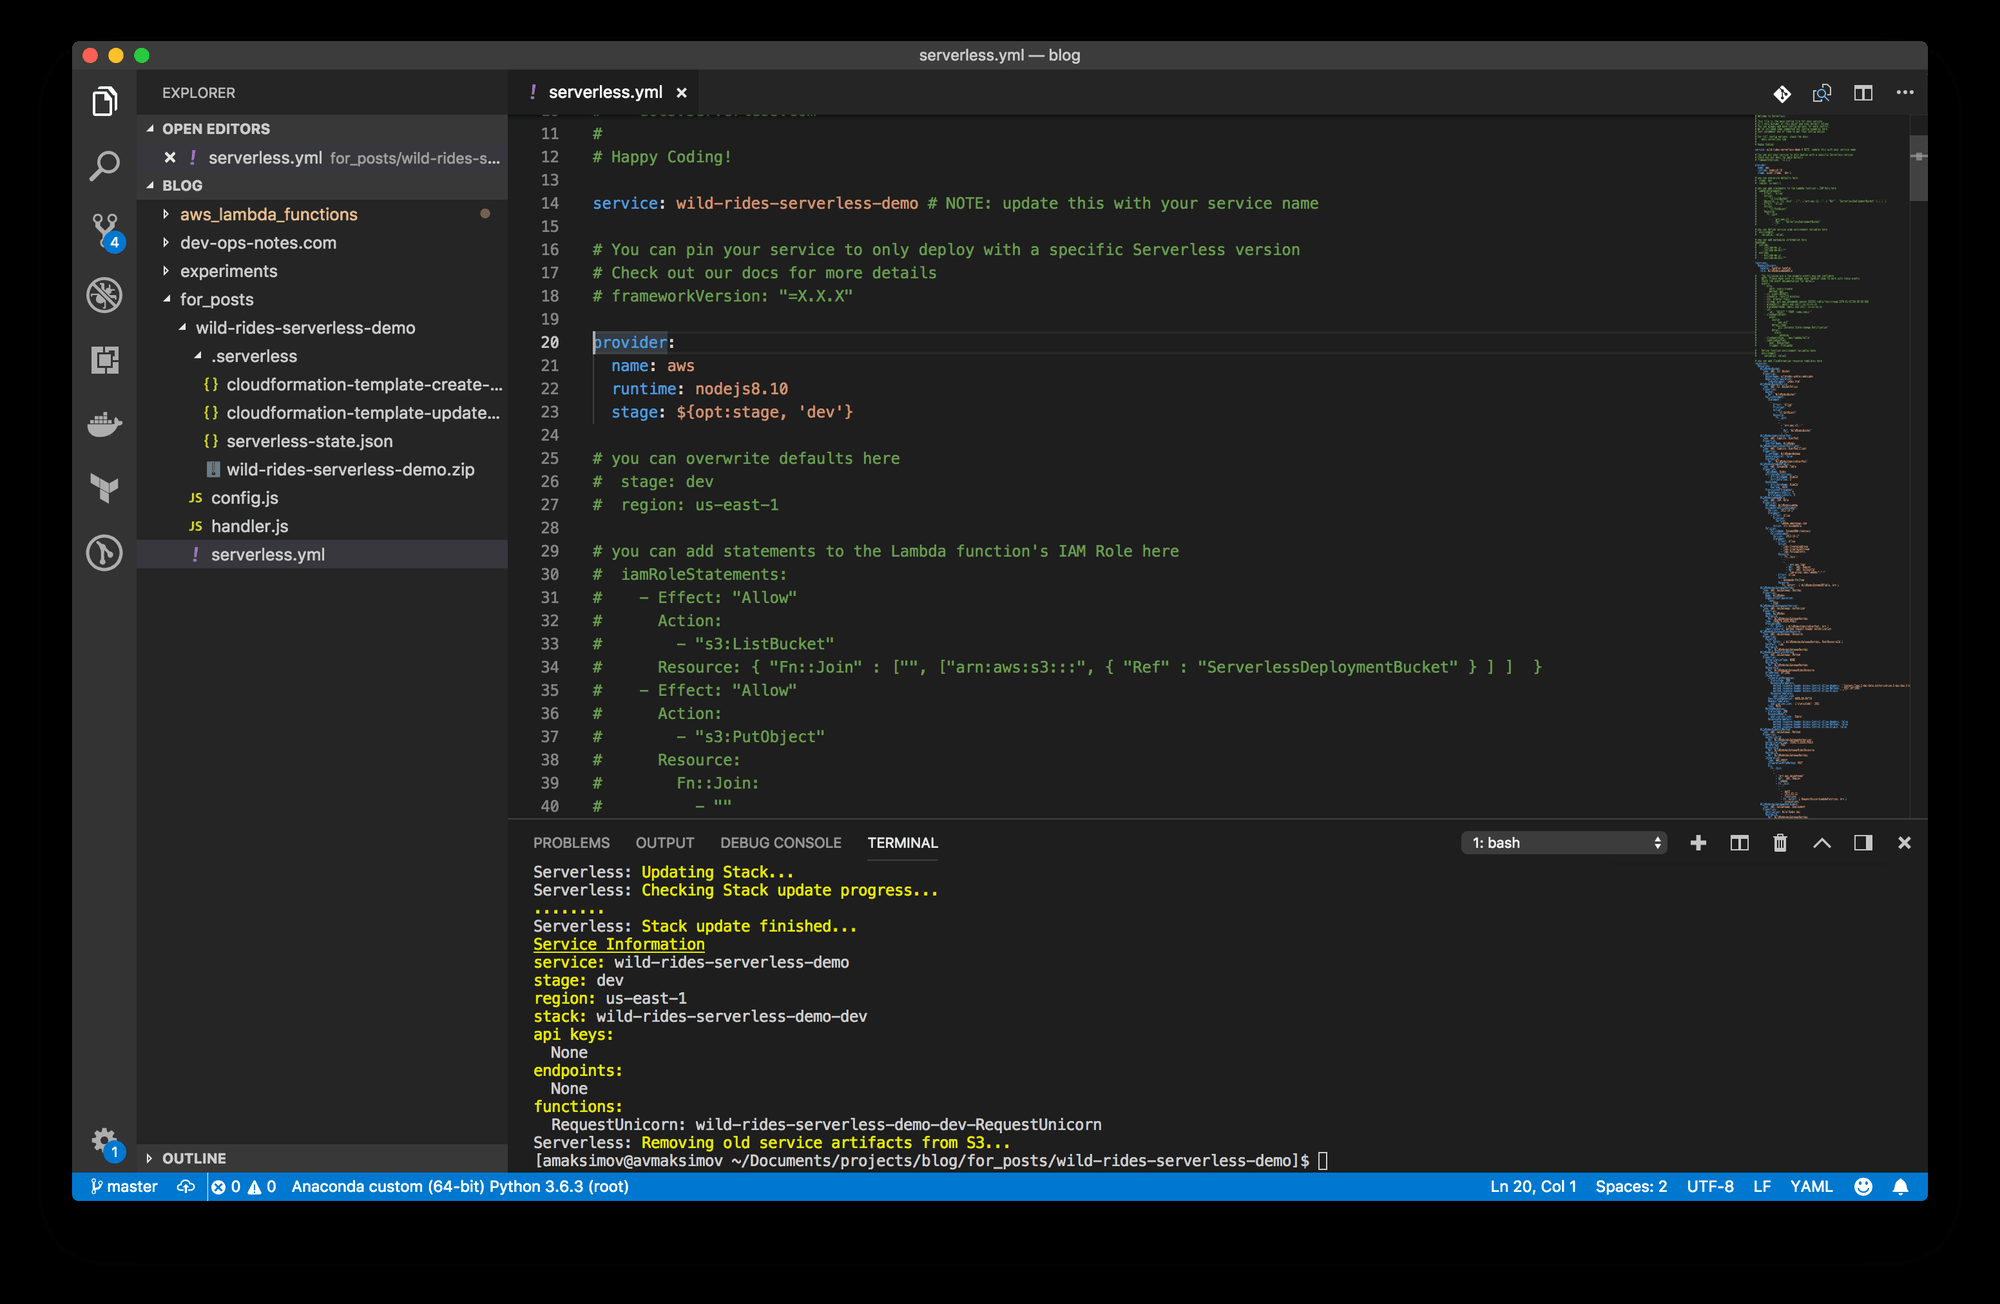 serverless.yml — blog
EXPLORER
OPEN EDITORS
serverless.yml for_posts/wild-rides-s...
BLOG
aws_lambda_functions
dev-ops-notes.com
experiments
for_posts
wild-rides-serverless-demo
.serverless
{} cloudformation-template-create-...
{} cloudformation-template-update...
{} serverless-state.json
wild-rides-serverless-demo.zip
JS config.js
JS handler.js
! serverless.yml
OUTLINE
4
1
! serverless.yml
11 #
12 # Happy Coding!
13
14 service: wild-rides-serverless-demo # NOTE: update this with your service name
15
16 # You can pin your service to only deploy with a specific Serverless version
17 # Check out our docs for more details
18 # frameworkVersion: "=X.X.X"
19
20 provider:
21   name: aws
22   runtime: nodejs8.10
23   stage: ${opt:stage, 'dev'}
24
25 # you can overwrite defaults here
26 #  stage: dev
27 #  region: us-east-1
28
29 # you can add statements to the Lambda function's IAM Role here
30 #  iamRoleStatements:
31 #    - Effect: "Allow"
32 #      Action:
33 #        - "s3:ListBucket"
34 #      Resource: { "Fn::Join" : ["", ["arn:aws:s3:::", { "Ref" : "ServerlessDeploymentBucket" } ] ]  }
35 #    - Effect: "Allow"
36 #      Action:
37 #        - "s3:PutObject"
38 #      Resource:
39 #        Fn::Join:
40 #          - ""
PROBLEMS OUTPUT DEBUG CONSOLE TERMINAL 1: bash
Serverless: Updating Stack...
Serverless: Checking Stack update progress...
........
Serverless: Stack update finished...
Service Information
service: wild-rides-serverless-demo
stage: dev
region: us-east-1
stack: wild-rides-serverless-demo-dev
api keys:
  None
endpoints:
  None
functions:
  RequestUnicorn: wild-rides-serverless-demo-dev-RequestUnicorn
Serverless: Removing old service artifacts from S3...
[amaksimov@avmaksimov ~/Documents/projects/blog/for_posts/wild-rides-serverless-demo]$
master 0 0 Anaconda custom (64-bit) Python 3.6.3 (root) Ln 20, Col 1 Spaces: 2 UTF-8 LF YAML